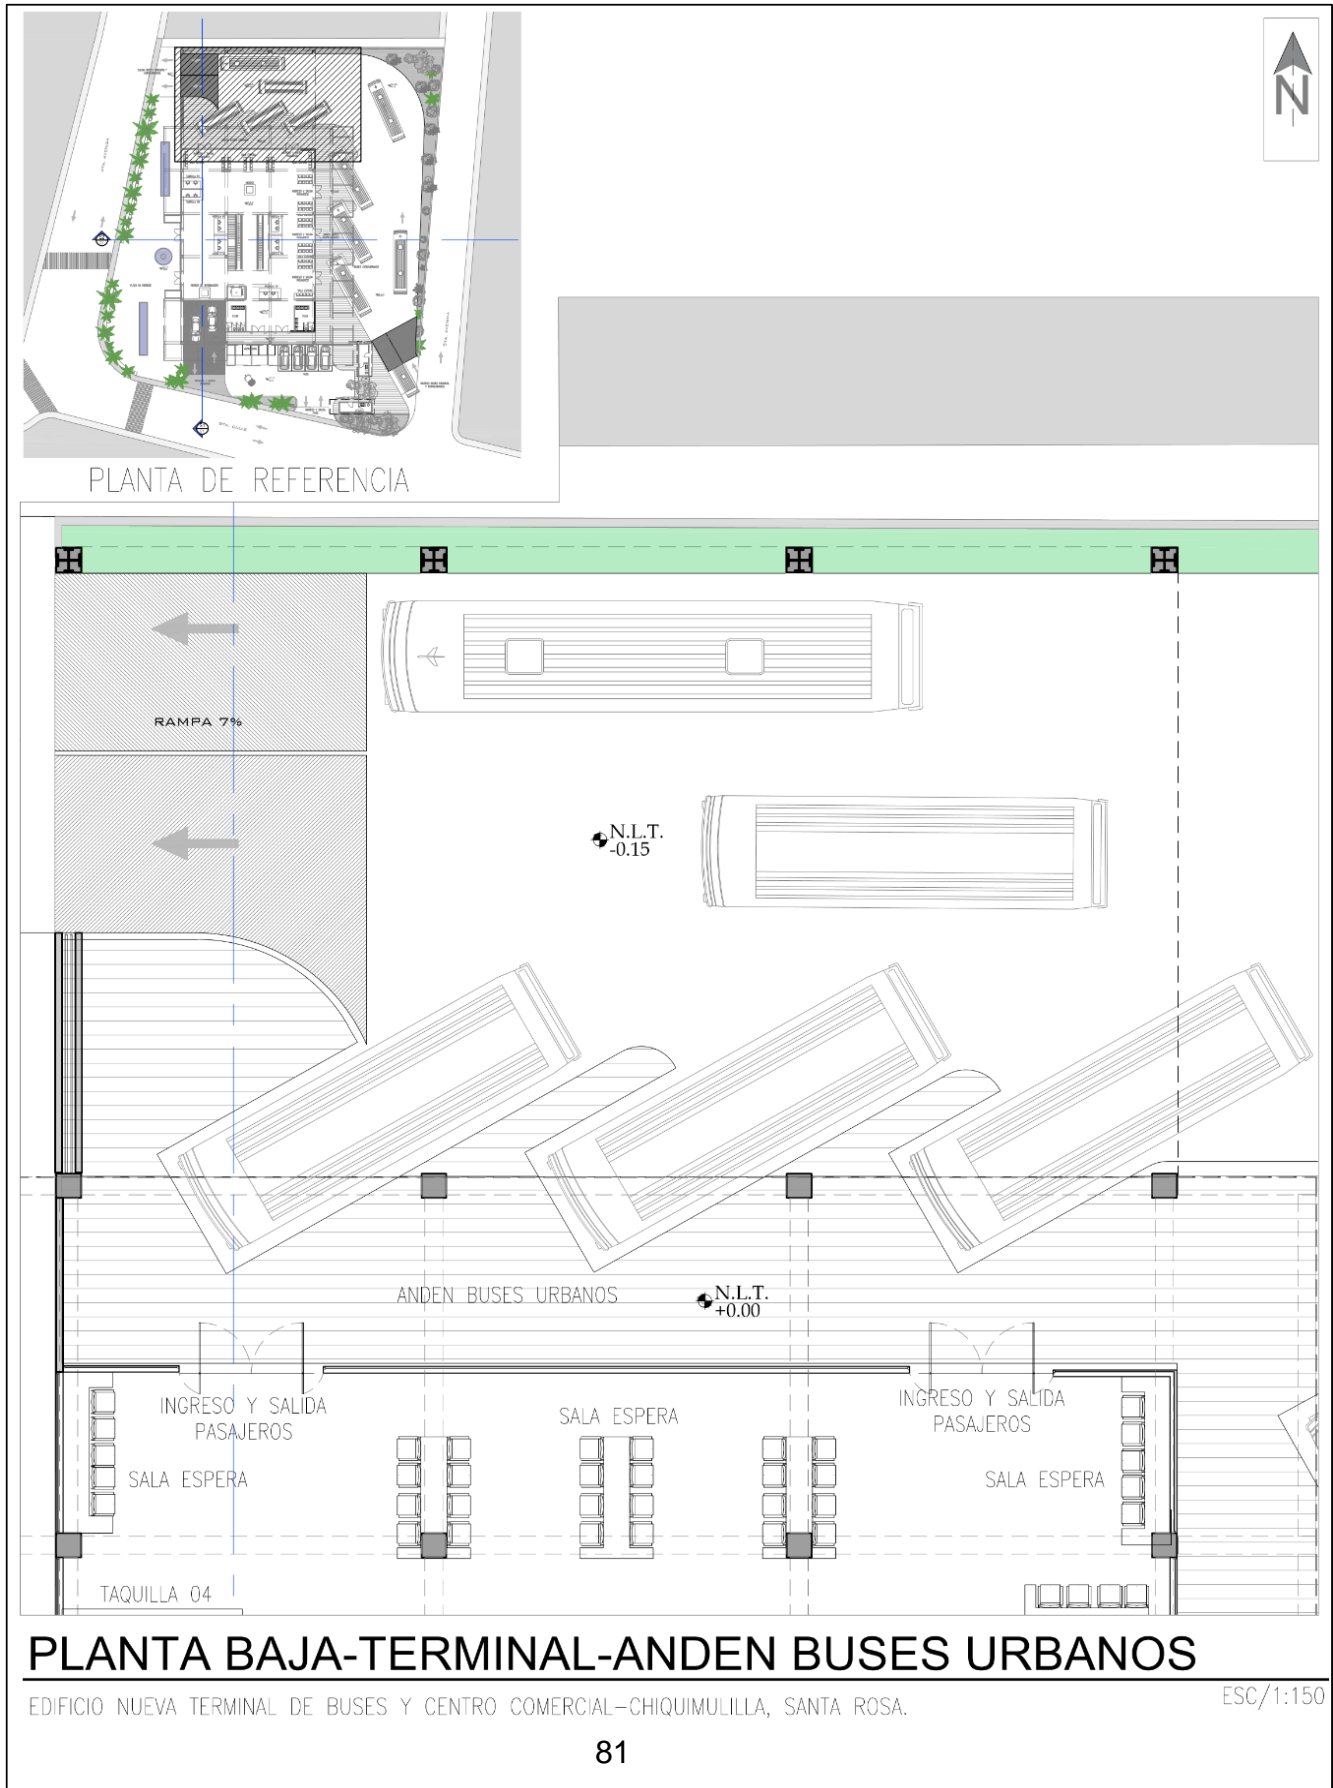 N
PLANTA DE REFERENCIA
RAMPA 7%
N.L.T.
-0.15
ANDEN BUSES URBANOS
N.L.T.
+0.00
INGRESO Y SALIDA
PASAJEROS
SALA ESPERA
INGRESO Y SALIDA
PASAJEROS
SALA ESPERA
SALA ESPERA
TAQUILLA 04
PLANTA BAJA-TERMINAL-ANDEN BUSES URBANOS
EDIFICIO NUEVA TERMINAL DE BUSES Y CENTRO COMERCIAL-CHIQUIMULILLA, SANTA ROSA.
ESC/1:150
81